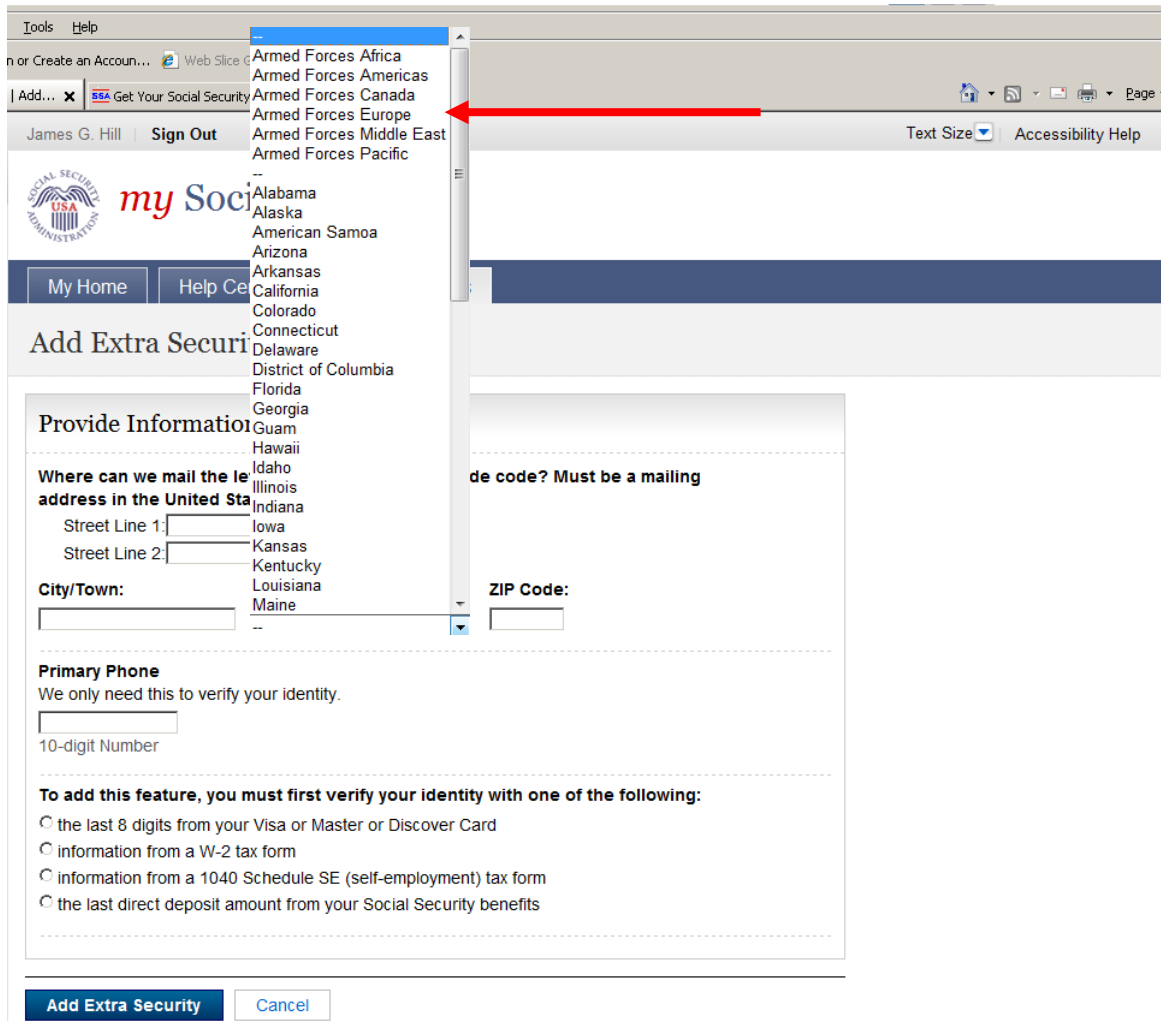 Tools Help
n or Create an Accoun... Web Slice G
| Add... X SSA Get Your Social Security
Page
James G. Hill | Sign Out
Text Size | Accessibility Help
SOCIAL SECURITY ADMINISTRATION USA
my Soci
My Home Help Ce
Add Extra Securi
--
Armed Forces Africa
Armed Forces Americas
Armed Forces Canada
Armed Forces Europe
Armed Forces Middle East
Armed Forces Pacific
--
Alabama
Alaska
American Samoa
Arizona
Arkansas
California
Colorado
Connecticut
Delaware
District of Columbia
Florida
Georgia
Guam
Hawaii
Idaho
Illinois
Indiana
Iowa
Kansas
Kentucky
Louisiana
Maine
--
Provide Information
Where can we mail the le de code? Must be a mailing
address in the United Sta
Street Line 1:
Street Line 2:
City/Town: ZIP Code:
Primary Phone
We only need this to verify your identity.
10-digit Number
To add this feature, you must first verify your identity with one of the following:
the last 8 digits from your Visa or Master or Discover Card
information from a W-2 tax form
information from a 1040 Schedule SE (self-employment) tax form
the last direct deposit amount from your Social Security benefits
Add Extra Security Cancel